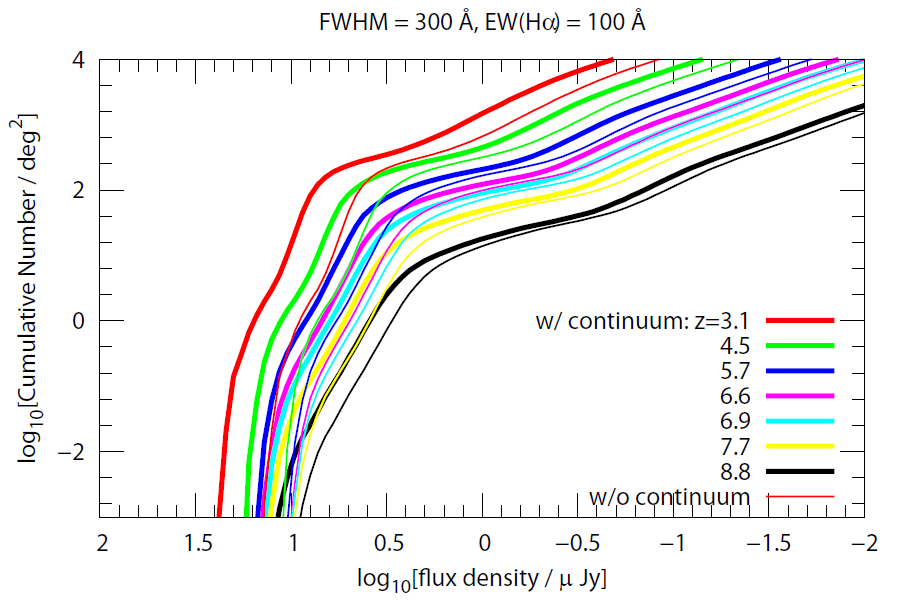 FWHM = 300 Å, EW(Hα) = 100 Å
4
2
0
−2
log10[Cumulative Number / deg2]
w/ continuum: z=3.1
4.5
5.7
6.6
6.9
7.7
8.8
w/o continuum
2 1.5 1 0.5 0 −0.5 −1 −1.5 −2
log10[flux density / μ Jy]